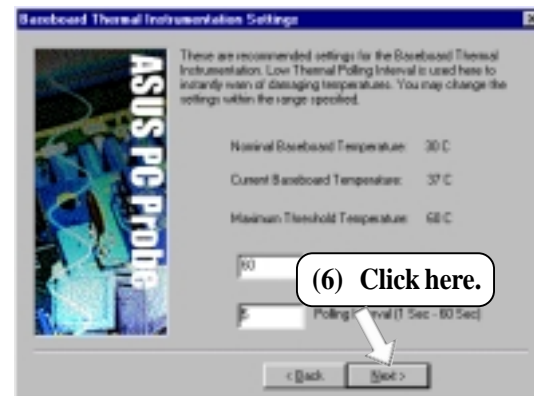 Baseboard Thermal Instrumentation Settings
ASUS PC Probe
These are recommended settings for the Baseboard Thermal
Instrumentation. Low Thermal Polling Interval is used here to
instantly warn of damaging temperatures. You may change the
settings within the range specified.
Nominal Baseboard Temperature: 30 C
Current Baseboard Temperature: 37 C
Maximum Threshold Temperature: 60 C
60
(6) Click here.
5
Polling (1 Sec - 60 Sec)
< Back
Next >